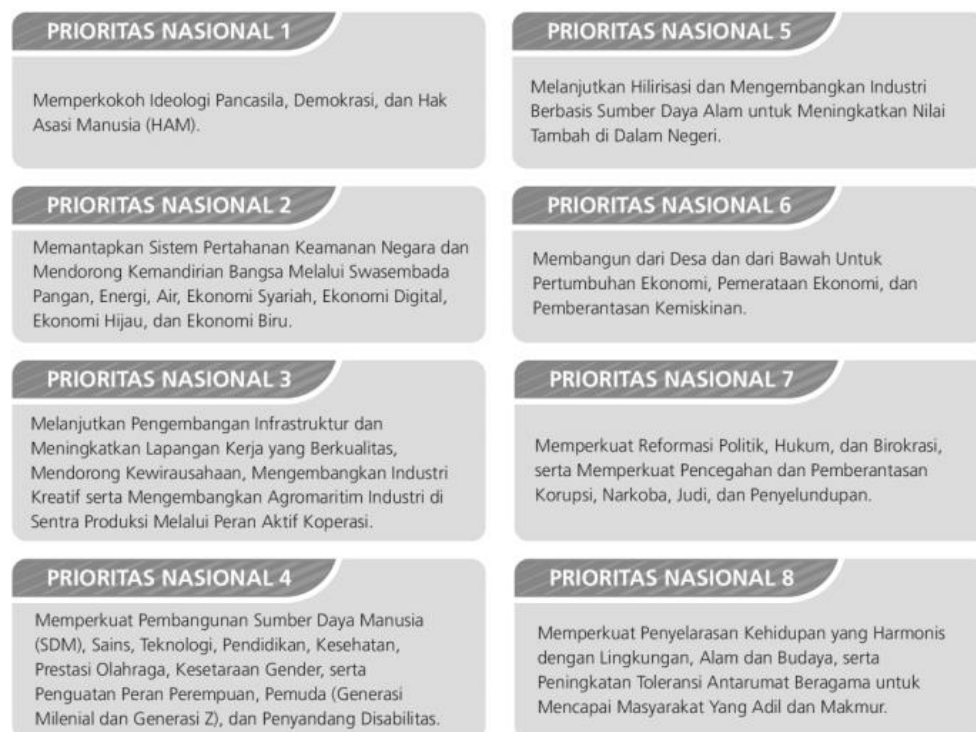 PRIORITAS NASIONAL 1
Memperkokoh Ideologi Pancasila, Demokrasi, dan Hak
Asasi Manusia (HAM).
PRIORITAS NASIONAL 2
Memantapkan Sistem Pertahanan Keamanan Negara dan
Mendorong Kemandirian Bangsa Melalui Swasembada
Pangan, Energi, Air, Ekonomi Syariah, Ekonomi Digital,
Ekonomi Hijau, dan Ekonomi Biru.
PRIORITAS NASIONAL 3
Melanjutkan Pengembangan Infrastruktur dan
Meningkatkan Lapangan Kerja yang Berkualitas,
Mendorong Kewirausahaan, Mengembangkan Industri
Kreatif serta Mengembangkan Agromaritim Industri di
Sentra Produksi Melalui Peran Aktif Koperasi.
PRIORITAS NASIONAL 4
Memperkuat Pembangunan Sumber Daya Manusia
(SDM), Sains, Teknologi, Pendidikan, Kesehatan,
Prestasi Olahraga, Kesetaraan Gender, serta
Penguatan Peran Perempuan, Pemuda (Generasi
Milenial dan Generasi Z), dan Penyandang Disabilitas.
PRIORITAS NASIONAL 5
Melanjutkan Hilirisasi dan Mengembangkan Industri
Berbasis Sumber Daya Alam untuk Meningkatkan Nilai
Tambah di Dalam Negeri.
PRIORITAS NASIONAL 6
Membangun dari Desa dan dari Bawah Untuk
Pertumbuhan Ekonomi, Pemerataan Ekonomi, dan
Pemberantasan Kemiskinan.
PRIORITAS NASIONAL 7
Memperkuat Reformasi Politik, Hukum, dan Birokrasi,
serta Memperkuat Pencegahan dan Pemberantasan
Korupsi, Narkoba, Judi, dan Penyelundupan.
PRIORITAS NASIONAL 8
Memperkuat Penyelarasan Kehidupan yang Harmonis
dengan Lingkungan, Alam dan Budaya, serta
Peningkatan Toleransi Antarumat Beragama untuk
Mencapai Masyarakat Yang Adil dan Makmur.